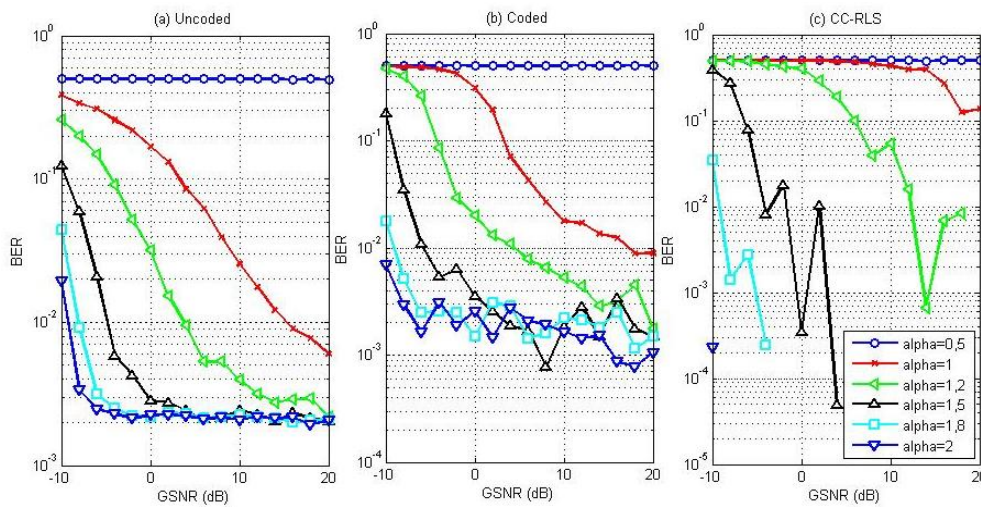 (a) Uncoded
10^0
10^-1
10^-2
10^-3
BER
-10 0 10 20
GSNR (dB)
(b) Coded
10^0
10^-1
10^-2
10^-3
10^-4
BER
-10 0 10 20
GSNR (dB)
(c) CC-RLS
10^0
10^-1
10^-2
10^-3
10^-4
10^-5
BER
-10 0 10 20
GSNR (dB)
alpha=0,5
alpha=1
alpha=1,2
alpha=1,5
alpha=1,8
alpha=2